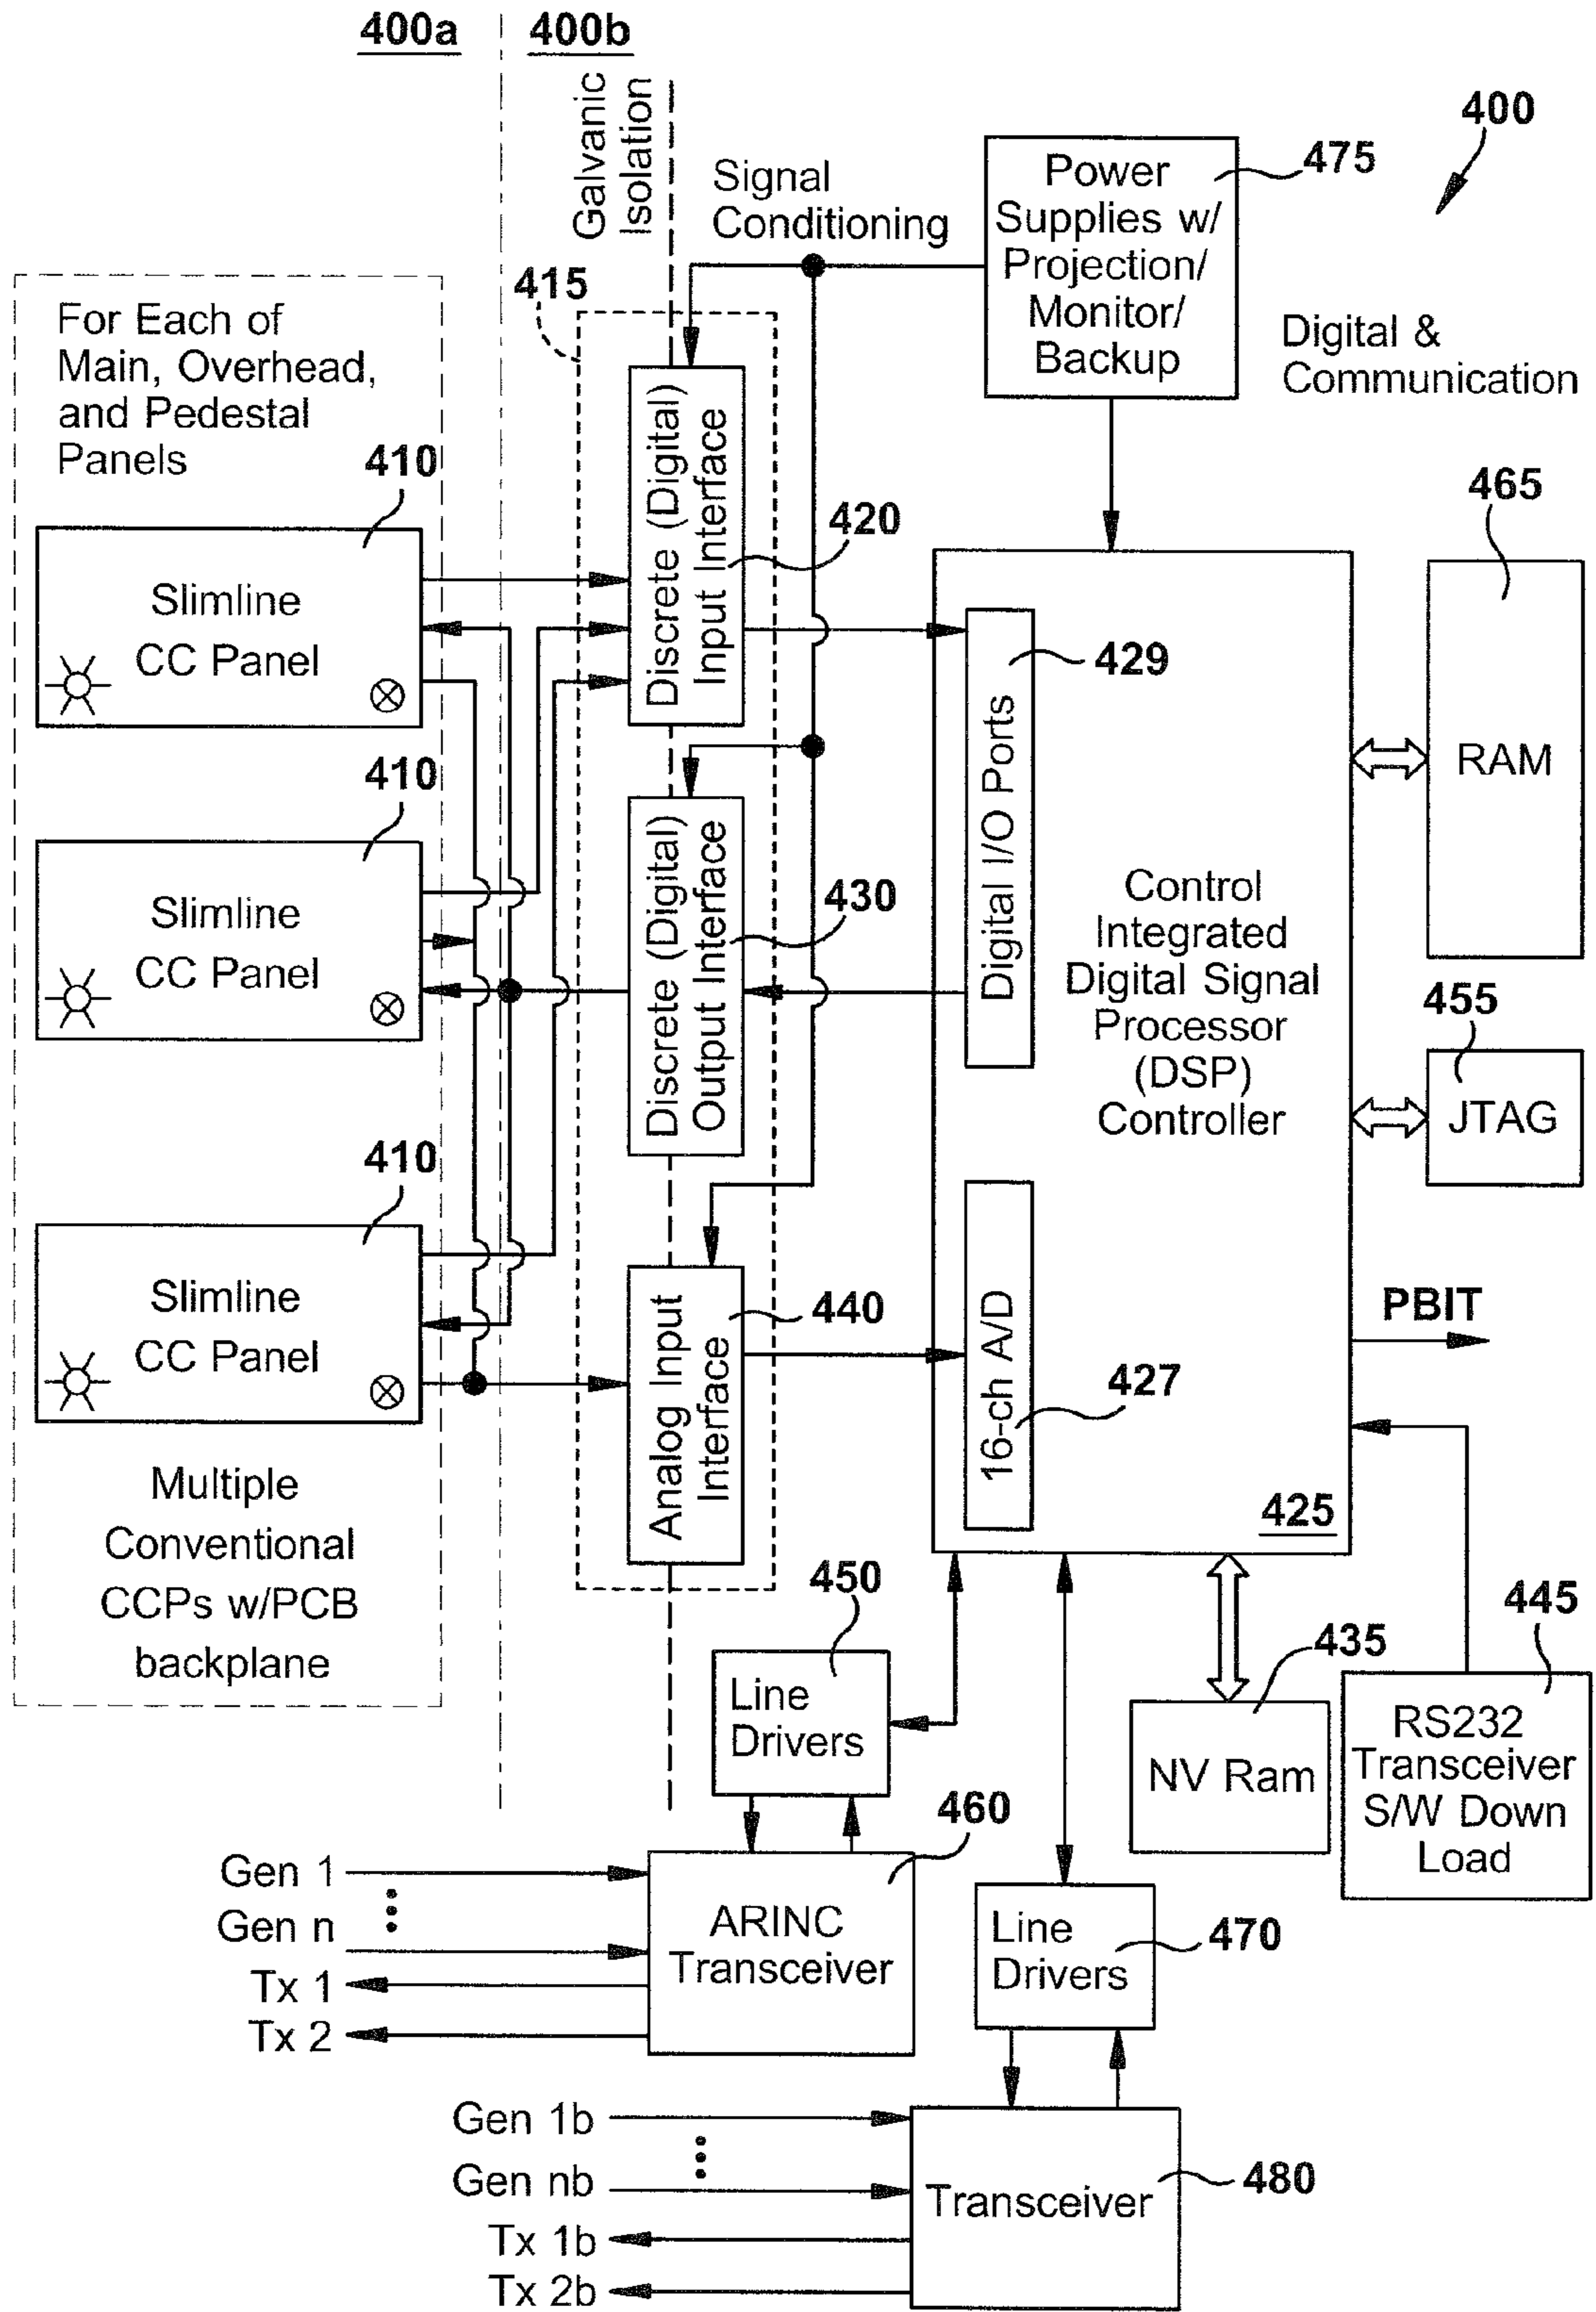 400a
400b
400
Galvanic
Isolation
Signal
Conditioning
Power
Supplies w/
Projection/
Monitor/
Backup
475
Digital &
Communication
415
For Each of
Main, Overhead,
and Pedestal
Panels
410
Slimline
CC Panel
410
Slimline
CC Panel
410
Slimline
CC Panel
Multiple
Conventional
CCPs w/PCB
backplane
Discrete (Digital)
Input Interface
420
Discrete (Digital)
Output Interface
430
Analog Input
Interface
440
Digital I/O Ports
429
16-ch A/D
427
Control
Integrated
Digital Signal
Processor
(DSP)
Controller
425
465
RAM
455
JTAG
PBIT
445
RS232
Transceiver
S/W Down
Load
435
NV Ram
450
Line
Drivers
460
ARINC
Transceiver
Gen 1
Gen n
Tx 1
Tx 2
Line
Drivers
470
Gen 1b
Gen nb
Tx 1b
Tx 2b
Transceiver
480